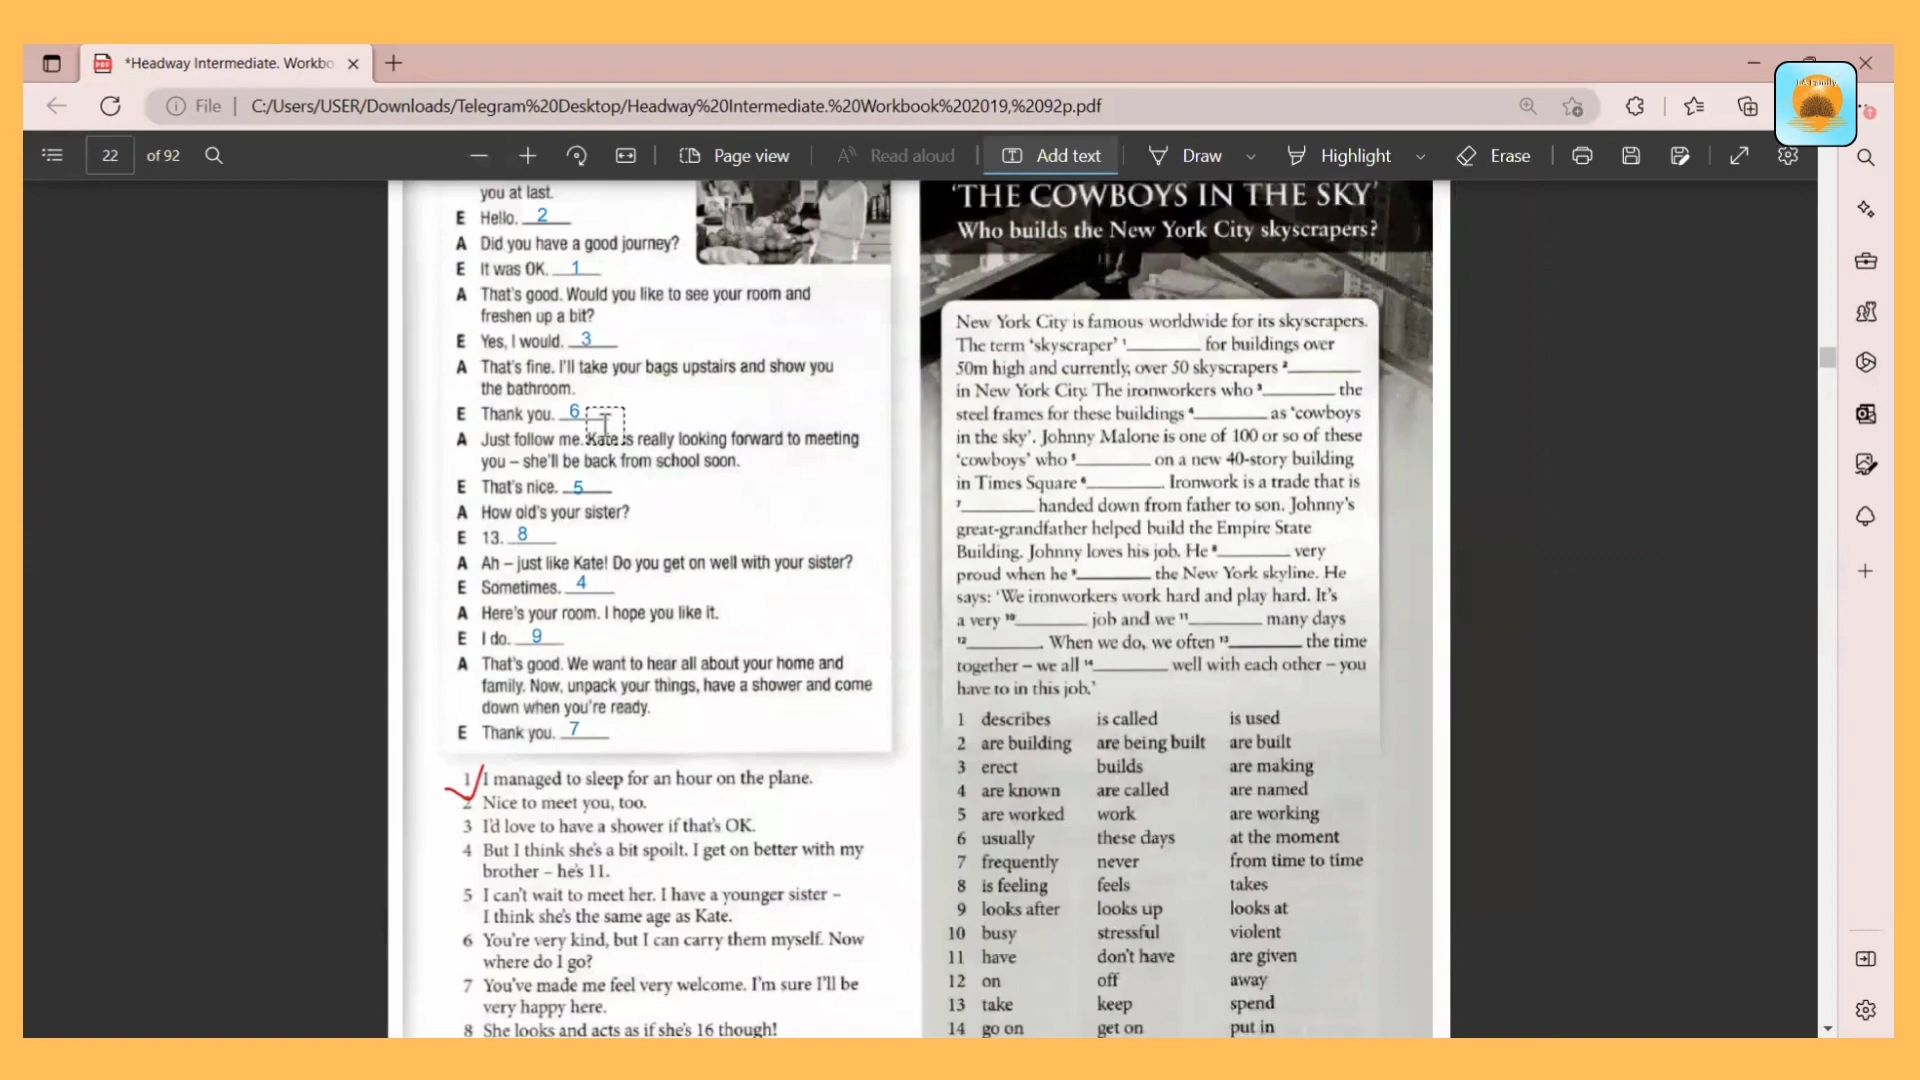 *Headway Intermediate. Workbo
File
C:/Users/USER/Downloads/Telegram%20Desktop/Headway%20Intermediate.%20Workbook%202019,%2092p.pdf
22 of 92
Page view
Read aloud
Add text
Draw
Highlight
Erase
you at last.
E Hello. 2
A Did you have a good journey?
E It was OK. 1
A That's good. Would you like to see your room and
freshen up a bit?
E Yes, I would. 3
A That's fine. I'll take your bags upstairs and show you
the bathroom.
E Thank you. 6
A Just follow me. Kate is really looking forward to meeting
you – she'll be back from school soon.
E That's nice. 5
A How old's your sister?
E 13. 8
A Ah – just like Kate! Do you get on well with your sister?
E Sometimes. 4
A Here's your room. I hope you like it.
E I do. 9
A That's good. We want to hear all about your home and
family. Now, unpack your things, have a shower and come
down when you're ready.
E Thank you. 7
1 I managed to sleep for an hour on the plane.
2 Nice to meet you, too.
3 I'd love to have a shower if that's OK.
4 But I think she's a bit spoilt. I get on better with my
brother – he's 11.
5 I can't wait to meet her. I have a younger sister –
I think she's the same age as Kate.
6 You're very kind, but I can carry them myself. Now
where do I go?
7 You've made me feel very welcome. I'm sure I'll be
very happy here.
8 She looks and acts as if she's 16 though!
'THE COWBOYS IN THE SKY'
Who builds the New York City skyscrapers?
New York City is famous worldwide for its skyscrapers.
The term 'skyscraper' 1________ for buildings over
50m high and currently, over 50 skyscrapers 2________
in New York City. The ironworkers who 3________ the
steel frames for these buildings 4________ as 'cowboys
in the sky'. Johnny Malone is one of 100 or so of these
'cowboys' who 5________ on a new 40-story building
in Times Square 6________. Ironwork is a trade that is
7________ handed down from father to son. Johnny's
great-grandfather helped build the Empire State
Building. Johnny loves his job. He 8________ very
proud when he 9________ the New York skyline. He
says: 'We ironworkers work hard and play hard. It's
a very 10________ job and we 11________ many days
12________. When we do, we often 13________ the time
together – we all 14________ well with each other – you
have to in this job.'
1 describes is called is used
2 are building are being built are built
3 erect builds are making
4 are known are called are named
5 are worked work are working
6 usually these days at the moment
7 frequently never from time to time
8 is feeling feels takes
9 looks after looks up looks at
10 busy stressful violent
11 have don't have are given
12 on off away
13 take keep spend
14 go on get on put in